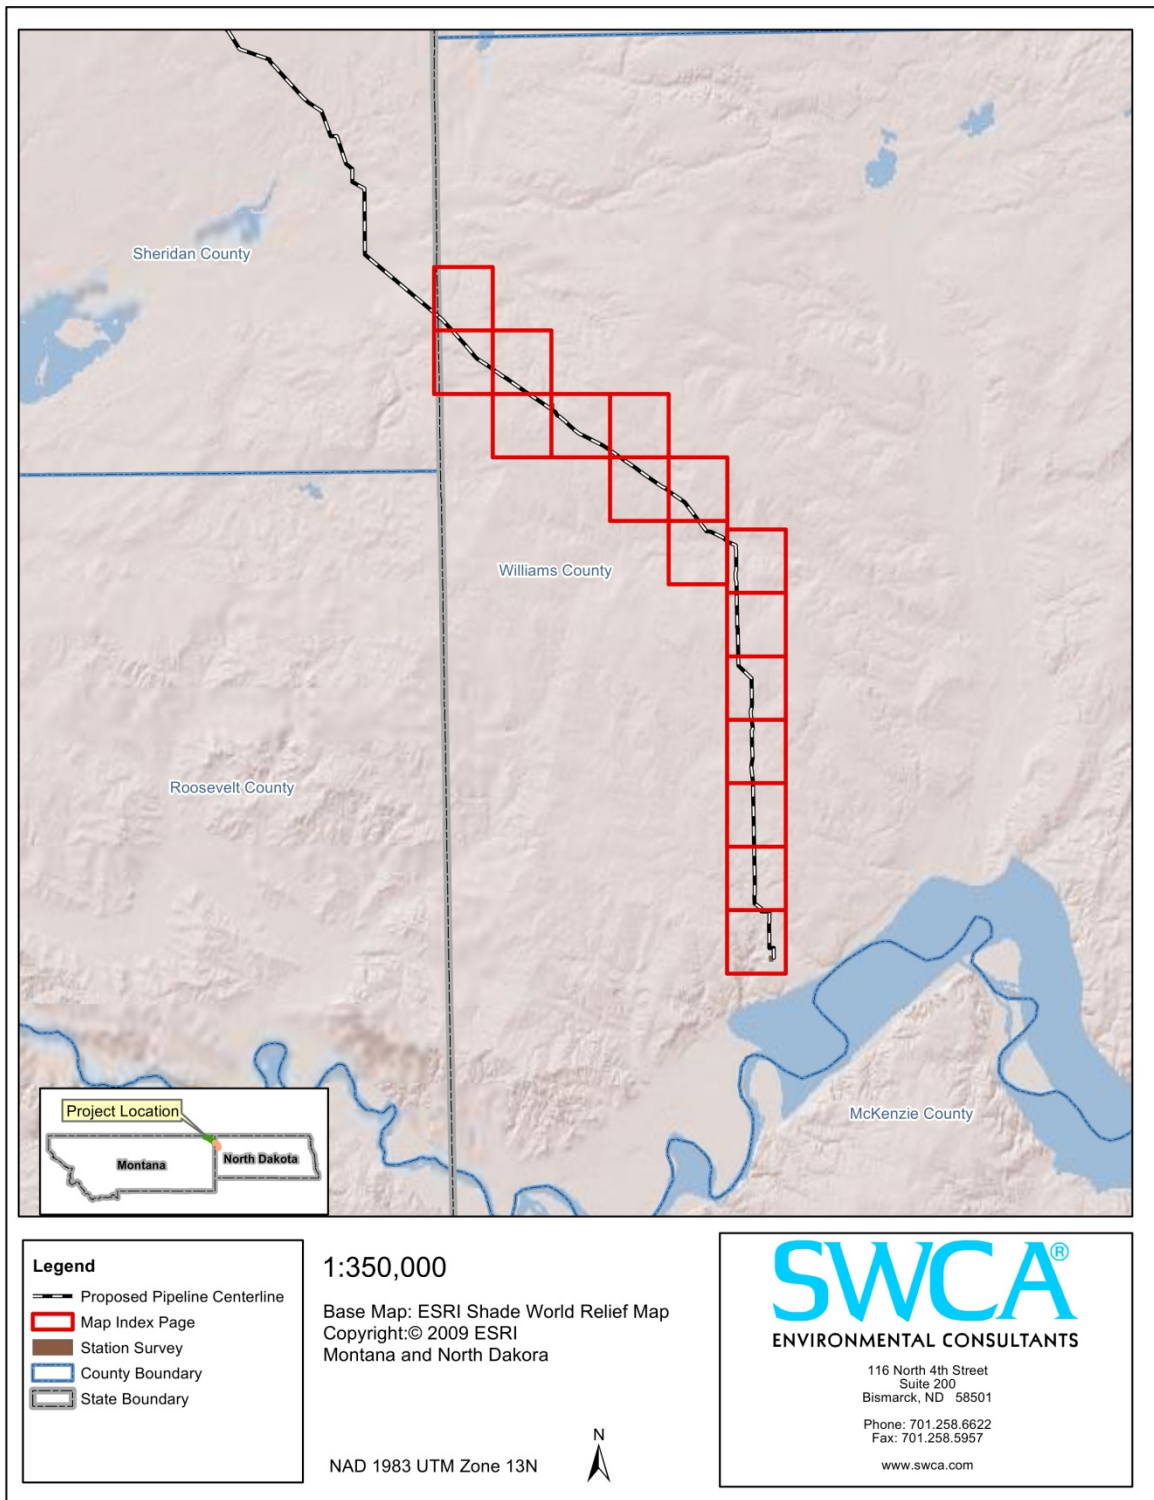 Sheridan County
Williams County
Roosevelt County
McKenzie County
Project Location
Montana
North Dakota
Legend
Proposed Pipeline Centerline
Map Index Page
Station Survey
County Boundary
State Boundary
1:350,000
Base Map: ESRI Shade World Relief Map
Copyright:© 2009 ESRI
Montana and North Dakora
NAD 1983 UTM Zone 13N
N
SWCA®
ENVIRONMENTAL CONSULTANTS
116 North 4th Street
Suite 200
Bismarck, ND 58501
Phone: 701.258.6622
Fax: 701.258.5957
www.swca.com